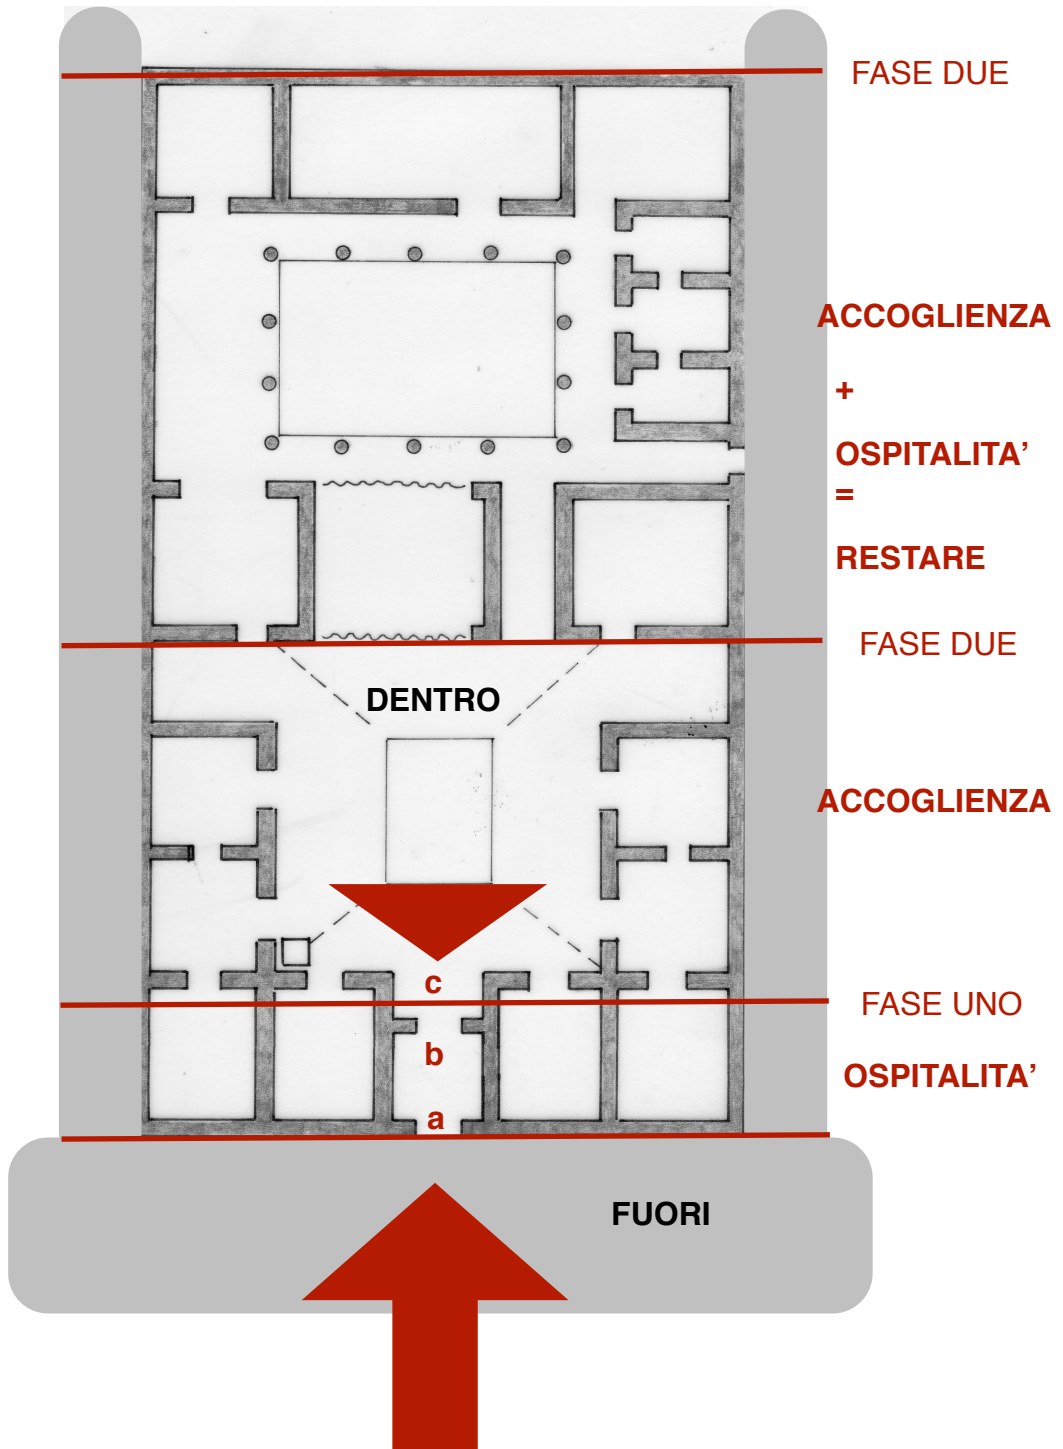 FASE DUE
ACCOGLIENZA
+
OSPITALITA’
=
RESTARE
FASE DUE
DENTRO
ACCOGLIENZA
c
FASE UNO
b
OSPITALITA’
a
FUORI